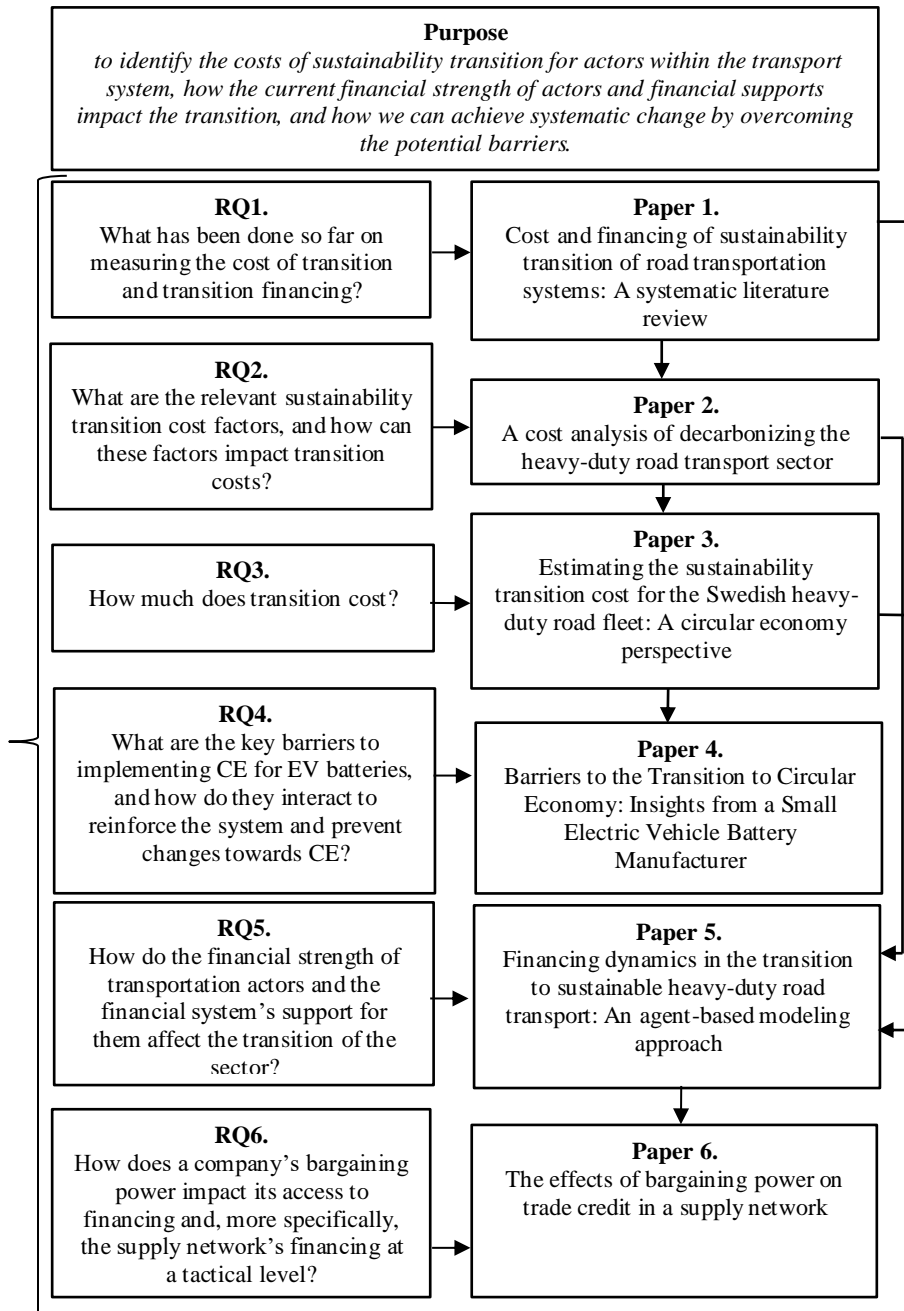 Purpose
to identify the costs of sustainability transition for actors within the transport
system, how the current financial strength of actors and financial supports
impact the transition, and how we can achieve systematic change by overcoming
the potential barriers.
RQ1.
What has been done so far on
measuring the cost of transition
and transition financing?
Paper 1.
Cost and financing of sustainability
transition of road transportation
systems: A systematic literature
review
RQ2.
What are the relevant sustainability
transition cost factors, and how can
these factors impact transition
costs?
Paper 2.
A cost analysis of decarbonizing the
heavy-duty road transport sector
RQ3.
How much does transition cost?
Paper 3.
Estimating the sustainability
transition cost for the Swedish heavy-
duty road fleet: A circular economy
perspective
RQ4.
What are the key barriers to
implementing CE for EV batteries,
and how do they interact to
reinforce the system and prevent
changes towards CE?
Paper 4.
Barriers to the Transition to Circular
Economy: Insights from a Small
Electric Vehicle Battery
Manufacturer
RQ5.
How do the financial strength of
transportation actors and the
financial system's support for
them affect the transition of the
sector?
Paper 5.
Financing dynamics in the transition
to sustainable heavy-duty road
transport: An agent-based modeling
approach
RQ6.
How does a company's bargaining
power impact its access to
financing and, more specifically,
the supply network's financing at
a tactical level?
Paper 6.
The effects of bargaining power on
trade credit in a supply network